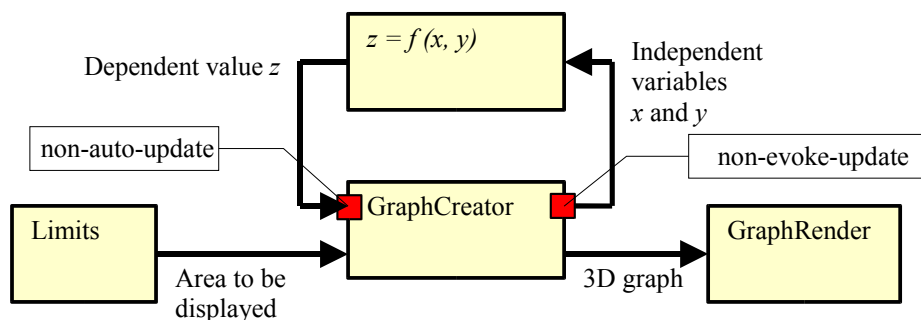 z = f (x, y)
Dependent value z
Independent
variables
x and y
non-auto-update
non-evoke-update
GraphCreator
Limits
GraphRender
Area to be
displayed
3D graph